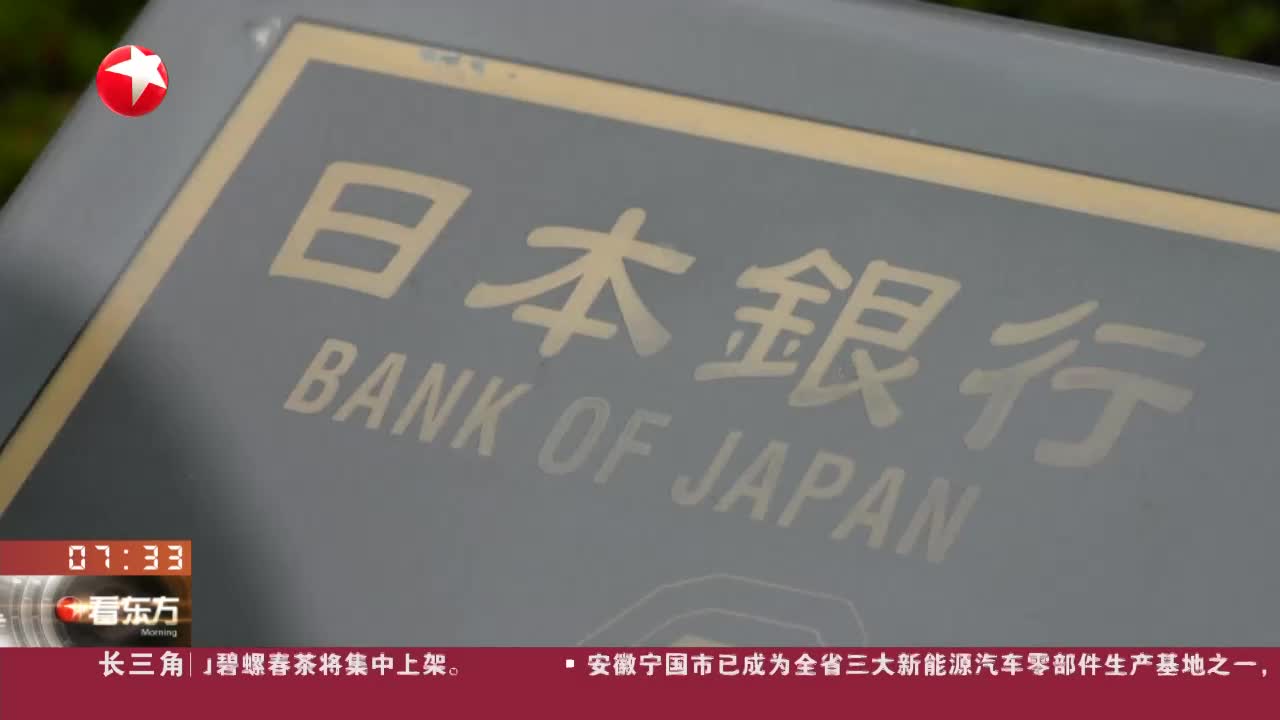 日本銀行
BANK OF JAPAN
07:33
看东方
Morning
长三角 碧螺春茶将集中上架。 ▪ 安徽宁国市已成为全省三大新能源汽车零部件生产基地之一，